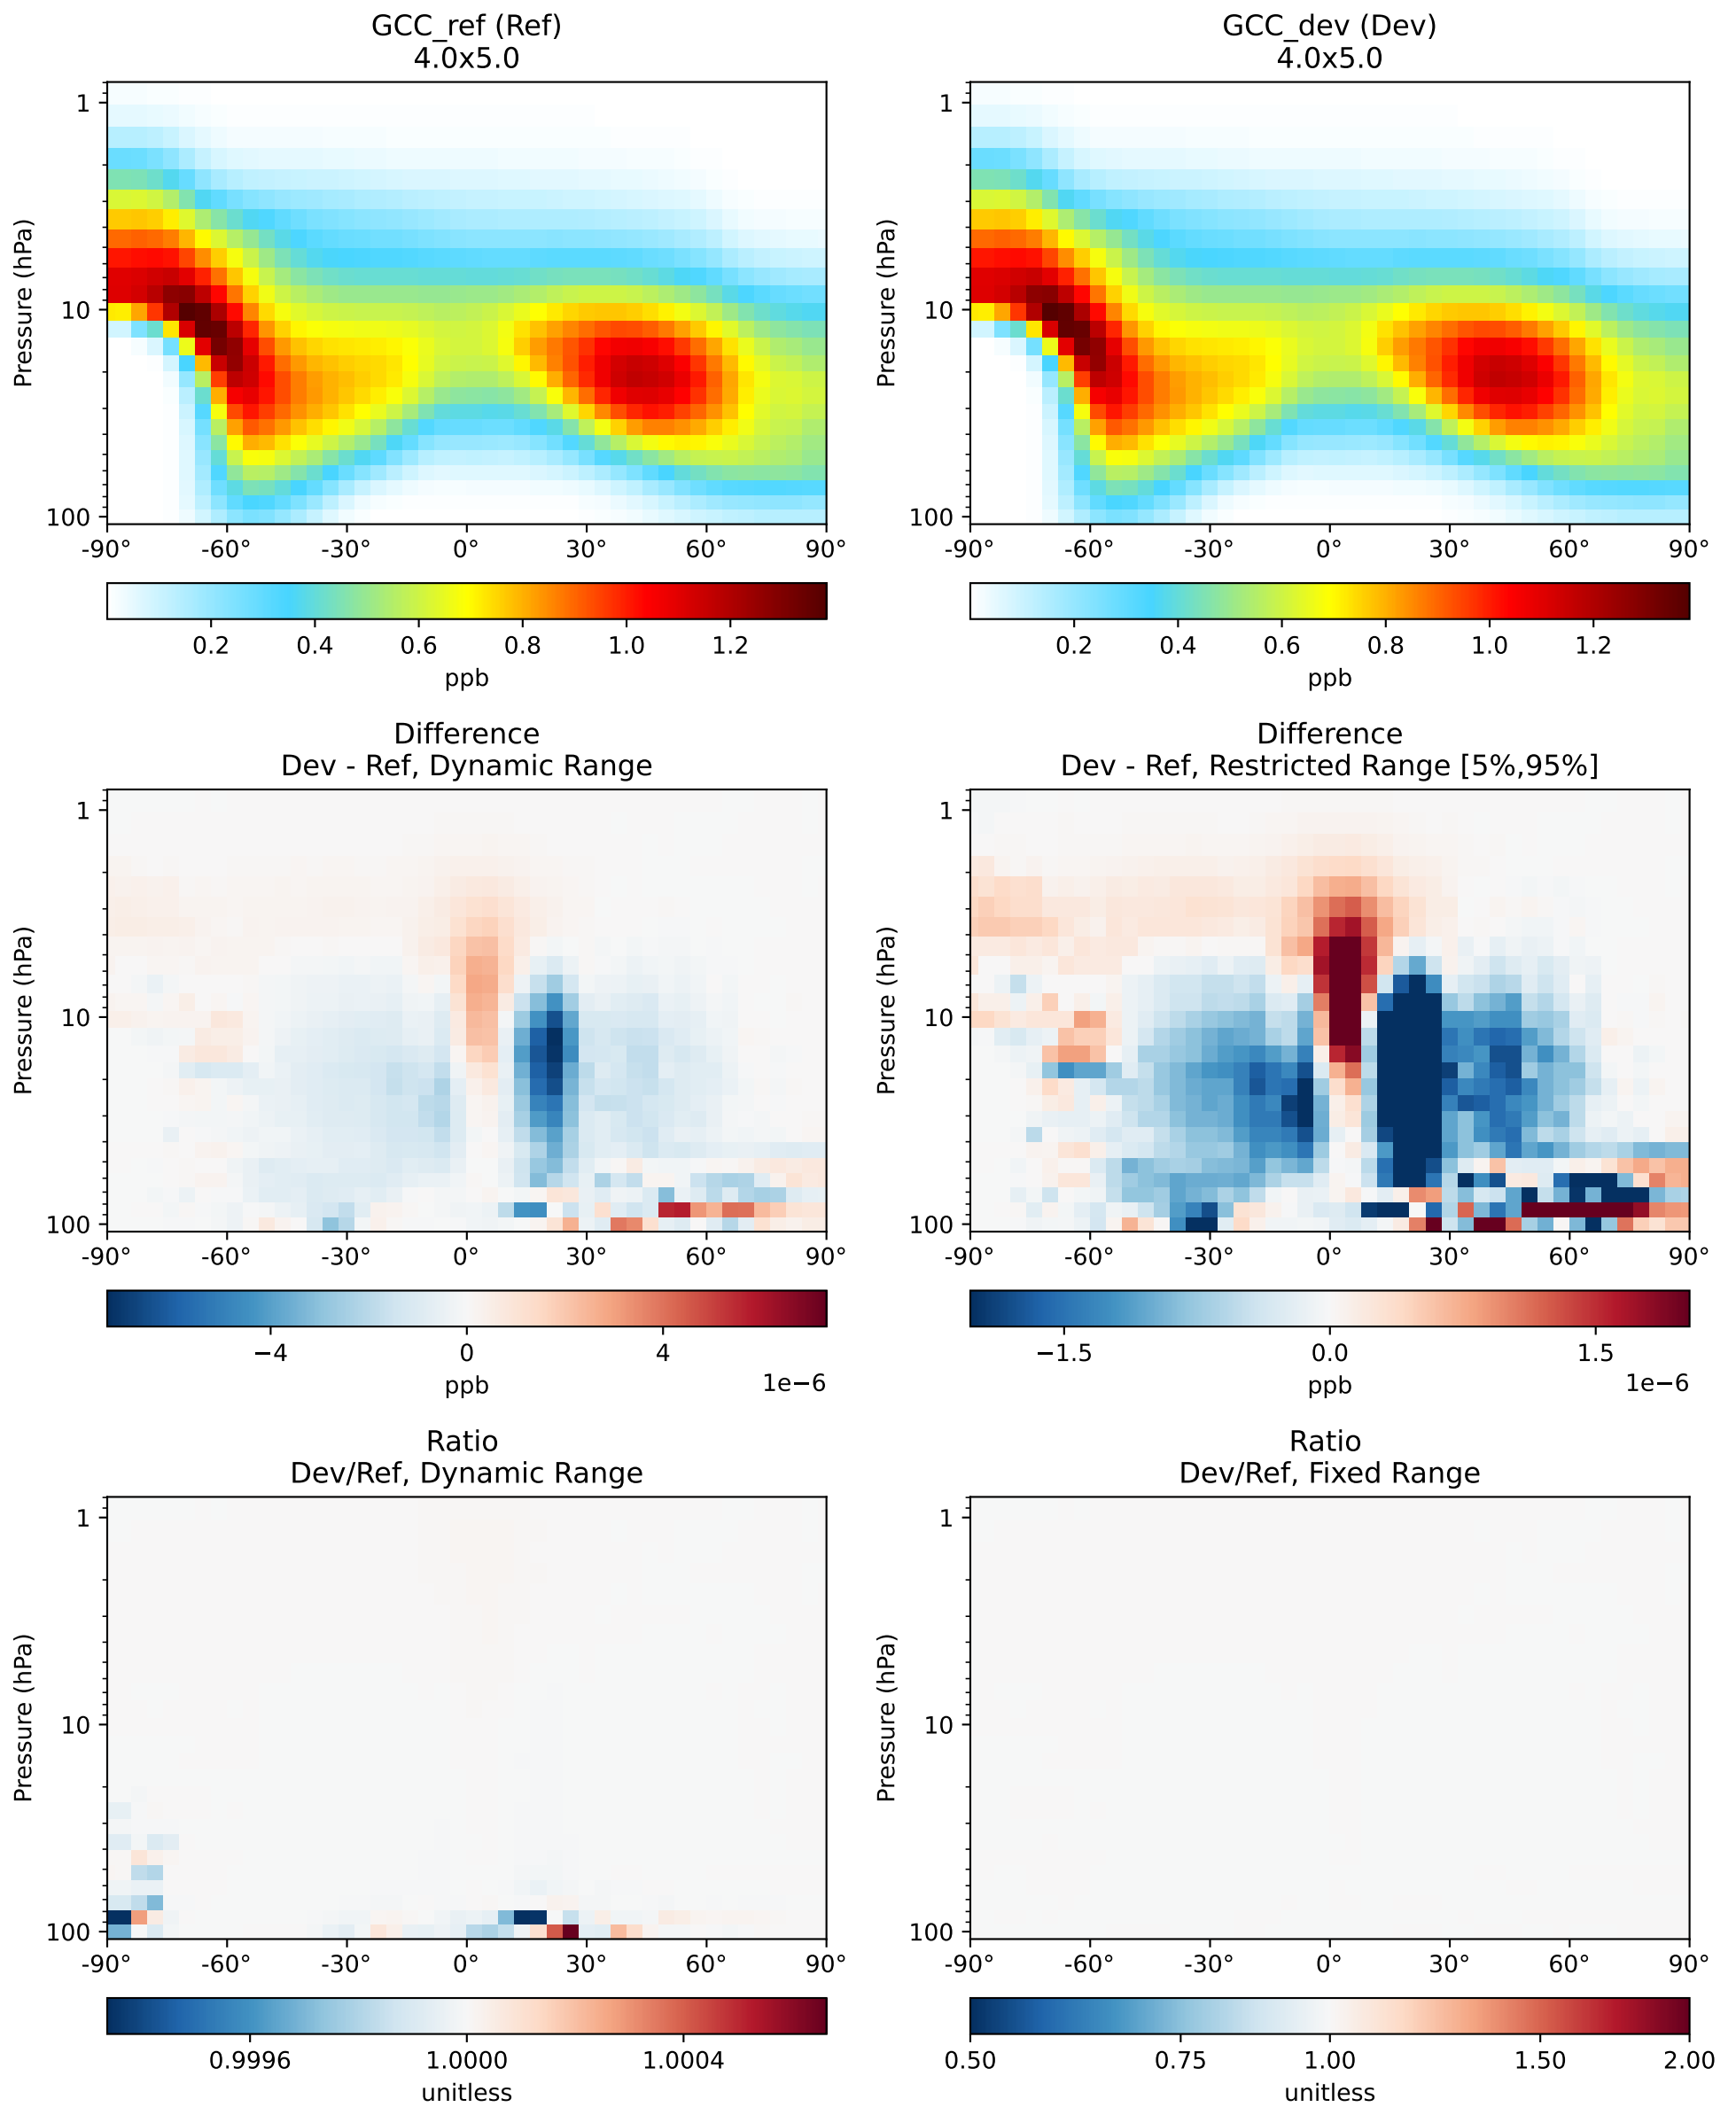 GCC_ref (Ref)
4.0x5.0
Pressure (hPa)
1
10
100
-90° -60° -30° 0° 30° 60° 90°
0.2 0.4 0.6 0.8 1.0 1.2
ppb
GCC_dev (Dev)
4.0x5.0
Pressure (hPa)
1
10
100
-90° -60° -30° 0° 30° 60° 90°
0.2 0.4 0.6 0.8 1.0 1.2
ppb
Difference
Dev - Ref, Dynamic Range
Pressure (hPa)
1
10
100
-90° -60° -30° 0° 30° 60° 90°
−4 0 4
ppb
1e−6
Difference
Dev - Ref, Restricted Range [5%,95%]
Pressure (hPa)
1
10
100
-90° -60° -30° 0° 30° 60° 90°
−1.5 0.0 1.5
ppb
1e−6
Ratio
Dev/Ref, Dynamic Range
Pressure (hPa)
1
10
100
-90° -60° -30° 0° 30° 60° 90°
0.9996 1.0000 1.0004
unitless
Ratio
Dev/Ref, Fixed Range
Pressure (hPa)
1
10
100
-90° -60° -30° 0° 30° 60° 90°
0.50 0.75 1.00 1.50 2.00
unitless